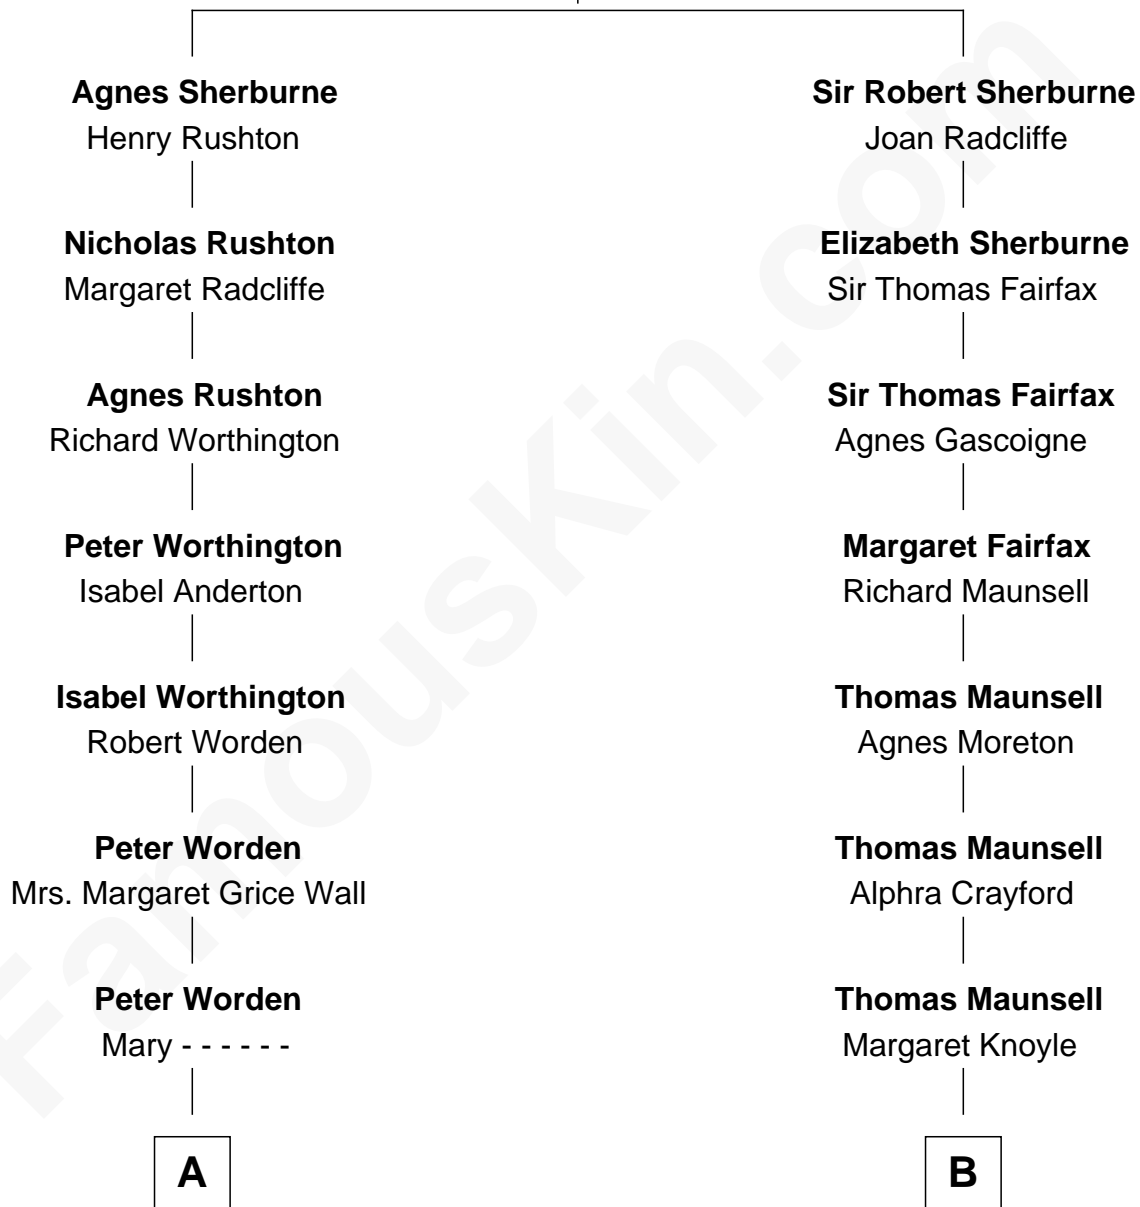 Agnes Sherburne
Henry Rushton
Nicholas Rushton
Margaret Radcliffe
Agnes Rushton
Richard Worthington
Peter Worthington
Isabel Anderton
Isabel Worthington
Robert Worden
Peter Worden
Mrs. Margaret Grice Wall
Peter Worden
Mary - - - - - -
A
Sir Robert Sherburne
Joan Radcliffe
Elizabeth Sherburne
Sir Thomas Fairfax
Sir Thomas Fairfax
Agnes Gascoigne
Margaret Fairfax
Richard Maunsell
Thomas Maunsell
Agnes Moreton
Thomas Maunsell
Alphra Crayford
Thomas Maunsell
Margaret Knoyle
B
FamousKin.com